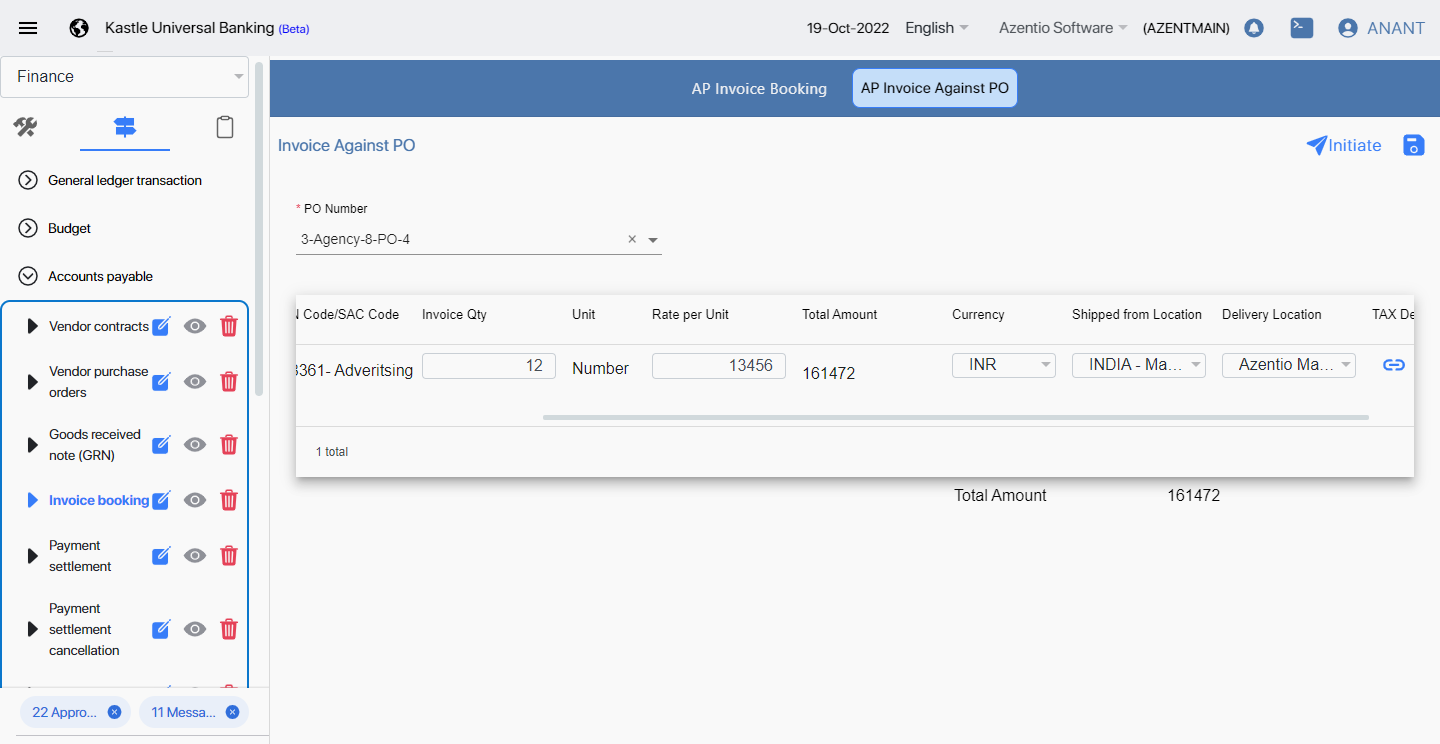 Kastle Universal Banking (Beta)
19-Oct-2022
English
Azentio Software
(AZENTMAIN)
ANANT
Finance
General ledger transaction
Budget
Accounts payable
Vendor contracts
Vendor purchase
orders
Goods received
note (GRN)
Invoice booking
Payment
settlement
Payment
settlement
cancellation
22 Appro...
11 Messa...
AP Invoice Booking
AP Invoice Against PO
Invoice Against PO
Initiate
* PO Number
3-Agency-8-PO-4
N Code/SAC Code Invoice Qty Unit Rate per Unit Total Amount Currency Shipped from Location Delivery Location TAX De
3361- Adveritsing 12 Number 13456 161472 INR INDIA - Ma... Azentio Ma...
1 total
Total Amount 161472